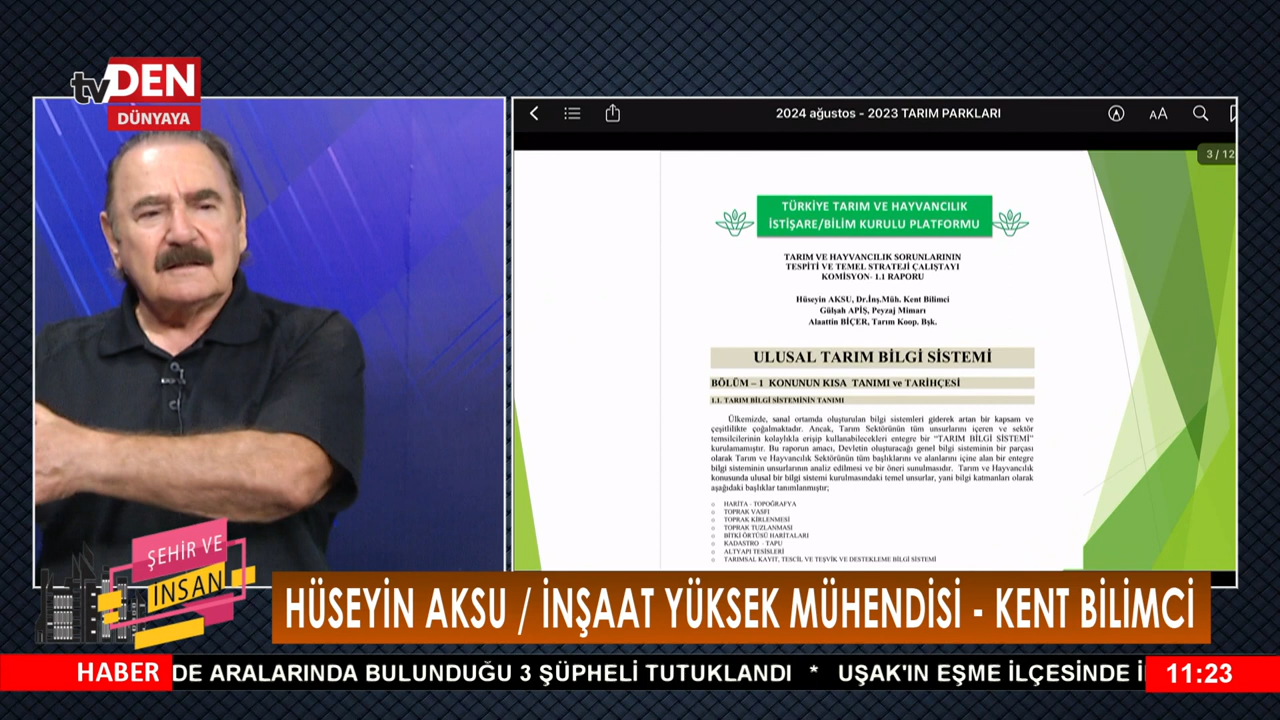 tvDEN
DÜNYAYA
2024 ağustos - 2023 TARIM PARKLARI
AA
3 / 12
TÜRKİYE TARIM VE HAYVANCILIK
İSTİŞARE/BİLİM KURULU PLATFORMU
TARIM VE HAYVANCILIK SORUNLARININ
TESPİTİ VE TEMEL STRATEJİ ÇALIŞTAYI
KOMİSYON- 1.1 RAPORU
Hüseyin AKSU, Dr.İnş.Müh. Kent Bilimci
Gülşah APİŞ, Peyzaj Mimarı
Alaattin BİÇER, Tarım Koop. Bşk.
ULUSAL TARIM BİLGİ SİSTEMİ
BÖLÜM – 1 KONUNUN KISA TANIMI ve TARİHÇESİ
1.1. TARIM BİLGİ SİSTEMİNİN TANIMI
Ülkemizde, sanal ortamda oluşturulan bilgi sistemleri giderek artan bir kapsam ve
çeşitlilikte çoğalmaktadır. Ancak, Tarım Sektörünün tüm unsurlarını içeren ve sektör
temsilcilerinin kolaylıkla erişip kullanabilecekleri entegre bir "TARIM BİLGİ SİSTEMİ"
kurulamamıştır. Bu raporun amacı, Devletin oluşturacağı genel bilgi sisteminin bir parçası
olarak Tarım ve Hayvancılık Sektörünün tüm başlıklarını ve alanlarını içine alan bir entegre
bilgi sisteminin unsurlarının analiz edilmesi ve bir öneri sunulmasıdır. Tarım ve Hayvancılık
konusunda ulusal bir bilgi sistemi kurulmasındaki temel unsurlar, yani bilgi katmanları olarak
aşağıdaki başlıklar tanımlanmıştır;
o HARİTA - TOPOĞRAFYA
o TOPRAK VASFI
o TOPRAK KİRLENMESİ
o TOPRAK TUZLANMASI
o BİTKİ ÖRTÜSÜ HARİTALARI
o KADASTRO - TAPU
o ALTYAPI TESİSLERİ
o TARIMSAL KAYIT, TESCİL VE TEŞVİK VE DESTEKLEME BİLGİ SİSTEMİ
ŞEHİR VE
İNSAN
HÜSEYİN AKSU / İNŞAAT YÜKSEK MÜHENDİSİ - KENT BİLİMCİ
HABER
DE ARALARINDA BULUNDUĞU 3 ŞÜPHELİ TUTUKLANDI * UŞAK'IN EŞME İLÇESİNDE
11:23